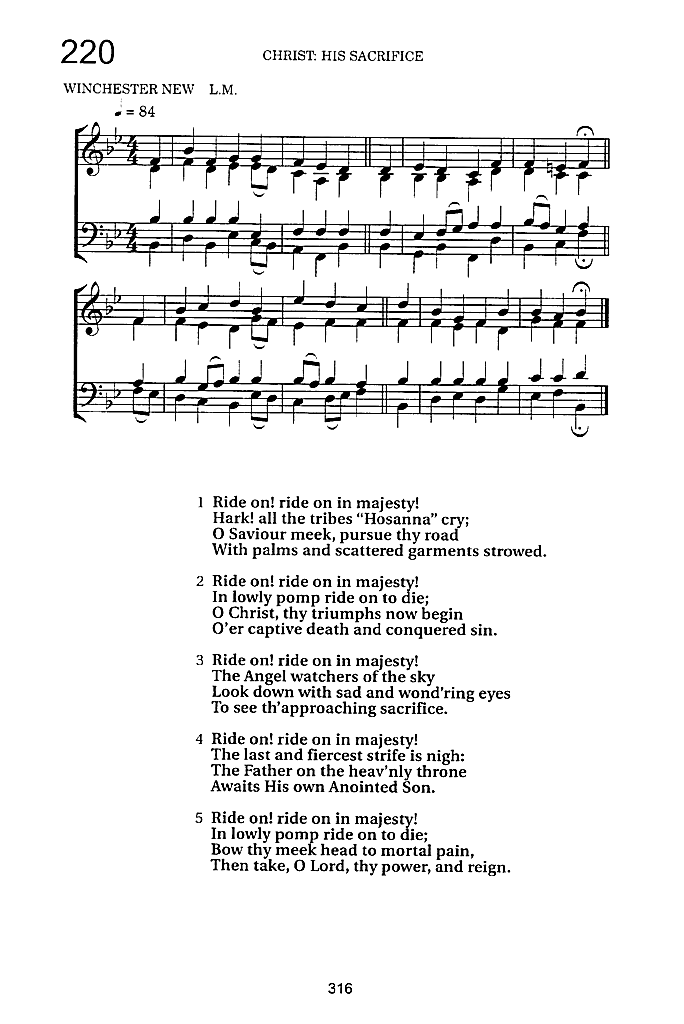 220
CHRIST: HIS SACRIFICE
WINCHESTER NEW L.M.
♩ = 84
1 Ride on! ride on in majesty!
Hark! all the tribes “Hosanna” cry;
O Saviour meek, pursue thy road
With palms and scattered garments strowed.
2 Ride on! ride on in majesty!
In lowly pomp ride on to die;
O Christ, thy triumphs now begin
O’er captive death and conquered sin.
3 Ride on! ride on in majesty!
The Angel watchers of the sky
Look down with sad and wond’ring eyes
To see th’approaching sacrifice.
4 Ride on! ride on in majesty!
The last and fiercest strife is nigh:
The Father on the heav’nly throne
Awaits His own Anointed Son.
5 Ride on! ride on in majesty!
In lowly pomp ride on to die;
Bow thy meek head to mortal pain,
Then take, O Lord, thy power, and reign.
316